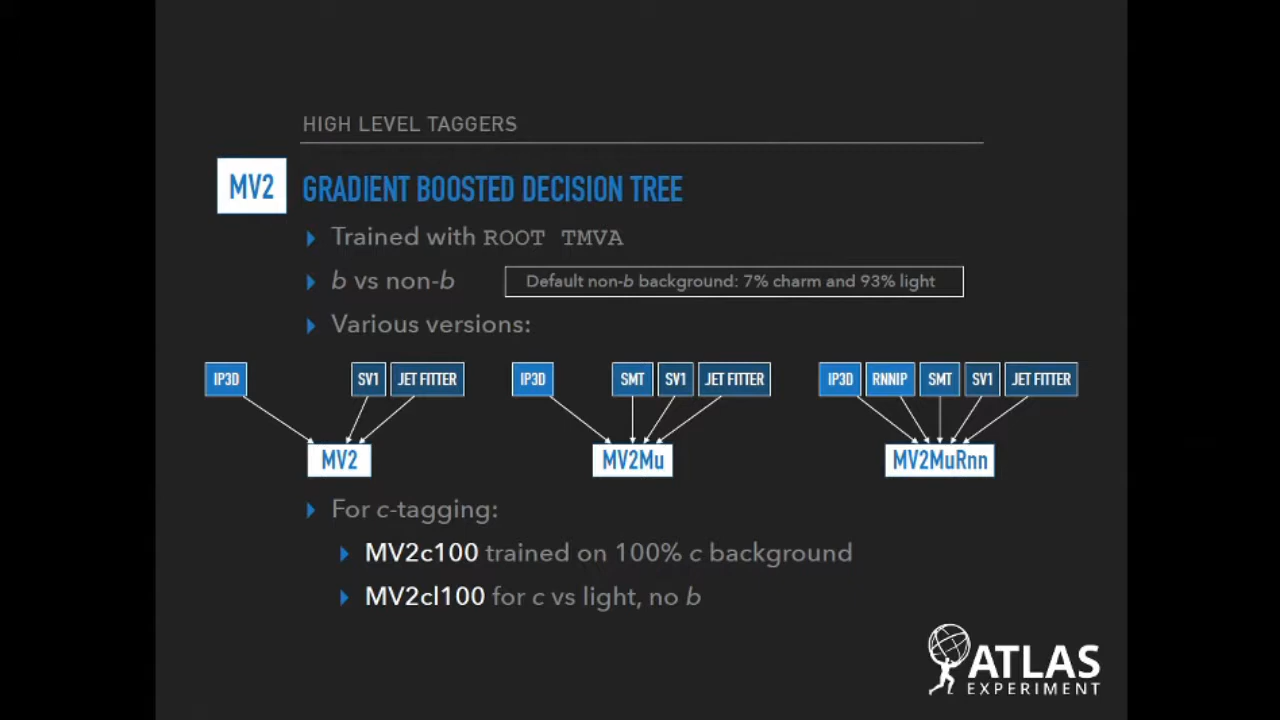 HIGH LEVEL TAGGERS
MV2 GRADIENT BOOSTED DECISION TREE
Trained with ROOT TMVA
b vs non-b Default non-b background: 7% charm and 93% light
Various versions:
IP3D SV1 JET FITTER IP3D SMT SV1 JET FITTER IP3D RNNIP SMT SV1 JET FITTER
MV2 MV2Mu MV2MuRnn
For c-tagging:
MV2c100 trained on 100% c background
MV2cl100 for c vs light, no b
ATLAS
EXPERIMENT